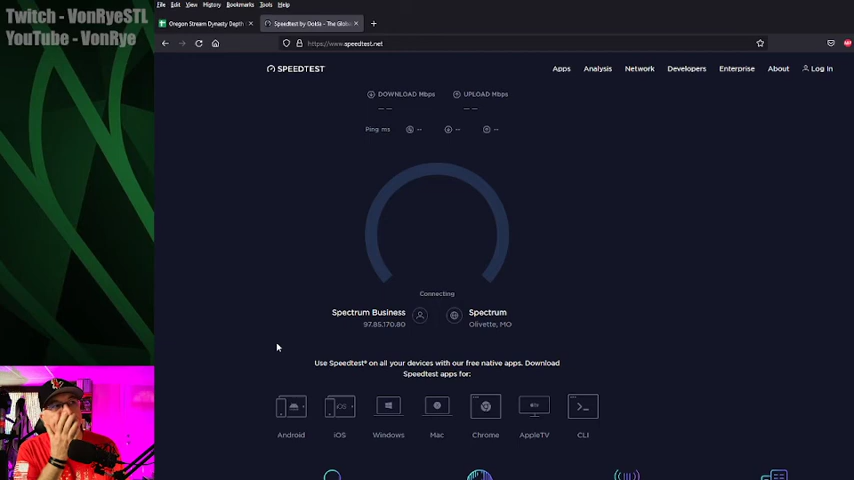 Twitch - VonRyeSTL
YouTube - VonRye
File Edit View History Bookmarks Tools Help
Oregon Stream Dynasty Depth
Speedtest by Ookla - The Globa
https://www.speedtest.net
SPEEDTEST
Apps Analysis Network Developers Enterprise About Log In
DOWNLOAD Mbps UPLOAD Mbps
Ping ms
Connecting
Spectrum Business
97.85.170.80
Spectrum
Olivette, MO
Use Speedtest® on all your devices with our free native apps. Download
Speedtest apps for:
Android iOS Windows Mac Chrome AppleTV CLI